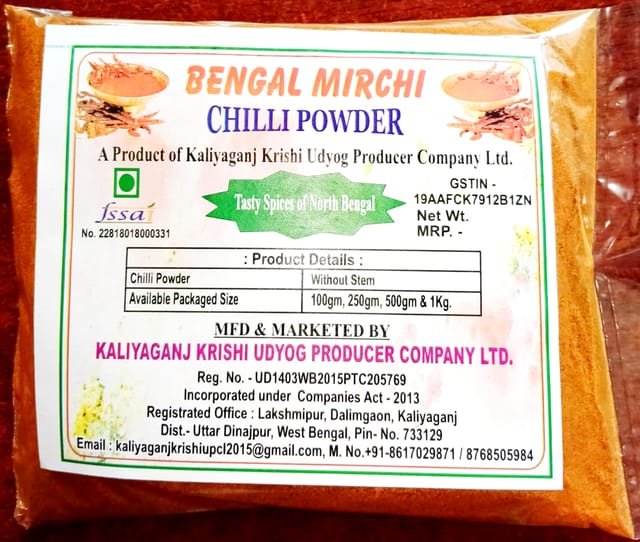 BENGAL MIRCHI
CHILLI POWDER
A Product of Kaliyaganj Krishi Udyog Producer Company Ltd.
fssai
No. 22818018000331
Tasty Spices of North Bengal
GSTIN -
19AAFCK7912B1ZN
Net Wt.
MRP. -
: Product Details :
Chilli Powder Without Stem
Available Packaged Size 100gm, 250gm, 500gm & 1Kg.
MFD & MARKETED BY
KALIYAGANJ KRISHI UDYOG PRODUCER COMPANY LTD.
Reg. No. - UD1403WB2015PTC205769
Incorporated under Companies Act - 2013
Registrated Office : Lakshmipur, Dalimgaon, Kaliyaganj
Dist.- Uttar Dinajpur, West Bengal, Pin- No. 733129
Email : kaliyaganjkrishiupcl2015@gmail.com, M. No.+91-8617029871 / 8768505984